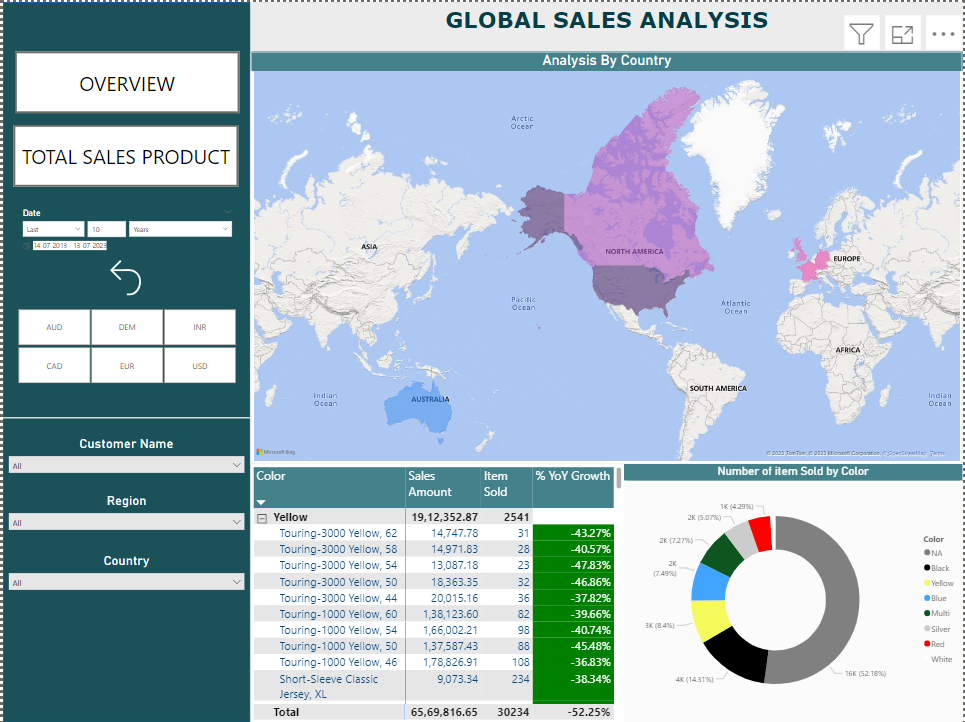 GLOBAL SALES ANALYSIS
OVERVIEW
TOTAL SALES PRODUCT
Date
Last
10
Years
14-07-2013 - 13-07-2023
AUD
DEM
INR
CAD
EUR
USD
Customer Name
All
Region
All
Country
All
Analysis By Country
Arctic
Ocean
ASIA
NORTH AMERICA
EUROPE
Pacific
Ocean
Atlantic
Ocean
AFRICA
SOUTH AMERICA
Indian
Ocean
AUSTRALIA
Indian
Ocean
Microsoft Bing
© 2023 TomTom, © 2023 Microsoft Corporation, © OpenStreetMap Terms
Color Sales Amount Item Sold % YoY Growth
Yellow 19,12,352.87 2541
Touring-3000 Yellow, 62 14,747.78 31 -43.27%
Touring-3000 Yellow, 58 14,971.83 28 -40.57%
Touring-3000 Yellow, 54 13,087.18 23 -47.83%
Touring-3000 Yellow, 50 18,363.35 32 -46.86%
Touring-3000 Yellow, 44 20,015.16 36 -37.82%
Touring-1000 Yellow, 60 1,38,123.60 82 -39.66%
Touring-1000 Yellow, 54 1,66,002.21 98 -40.74%
Touring-1000 Yellow, 50 1,37,587.43 88 -45.48%
Touring-1000 Yellow, 46 1,78,826.91 108 -36.83%
Short-Sleeve Classic 9,073.34 234 -38.34%
Jersey, XL
Total 65,69,816.65 30234 -52.25%
Number of item Sold by Color
1K (4.29%)
2K (5.07%)
2K (7.27%)
2K
(7.49%)
3K (8.4%)
4K (14.31%)
16K (52.18%)
Color
NA
Black
Yellow
Blue
Multi
Silver
Red
White